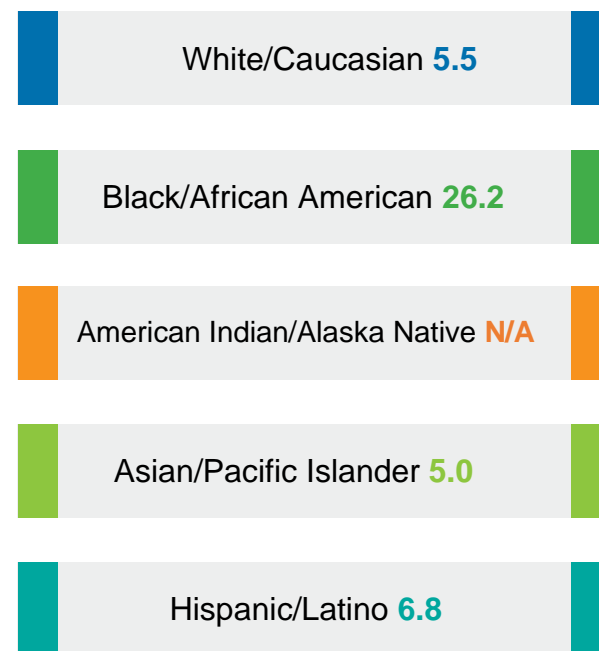 White/Caucasian 5.5
Black/African American 26.2
American Indian/Alaska Native N/A
Asian/Pacific Islander 5.0
Hispanic/Latino 6.8